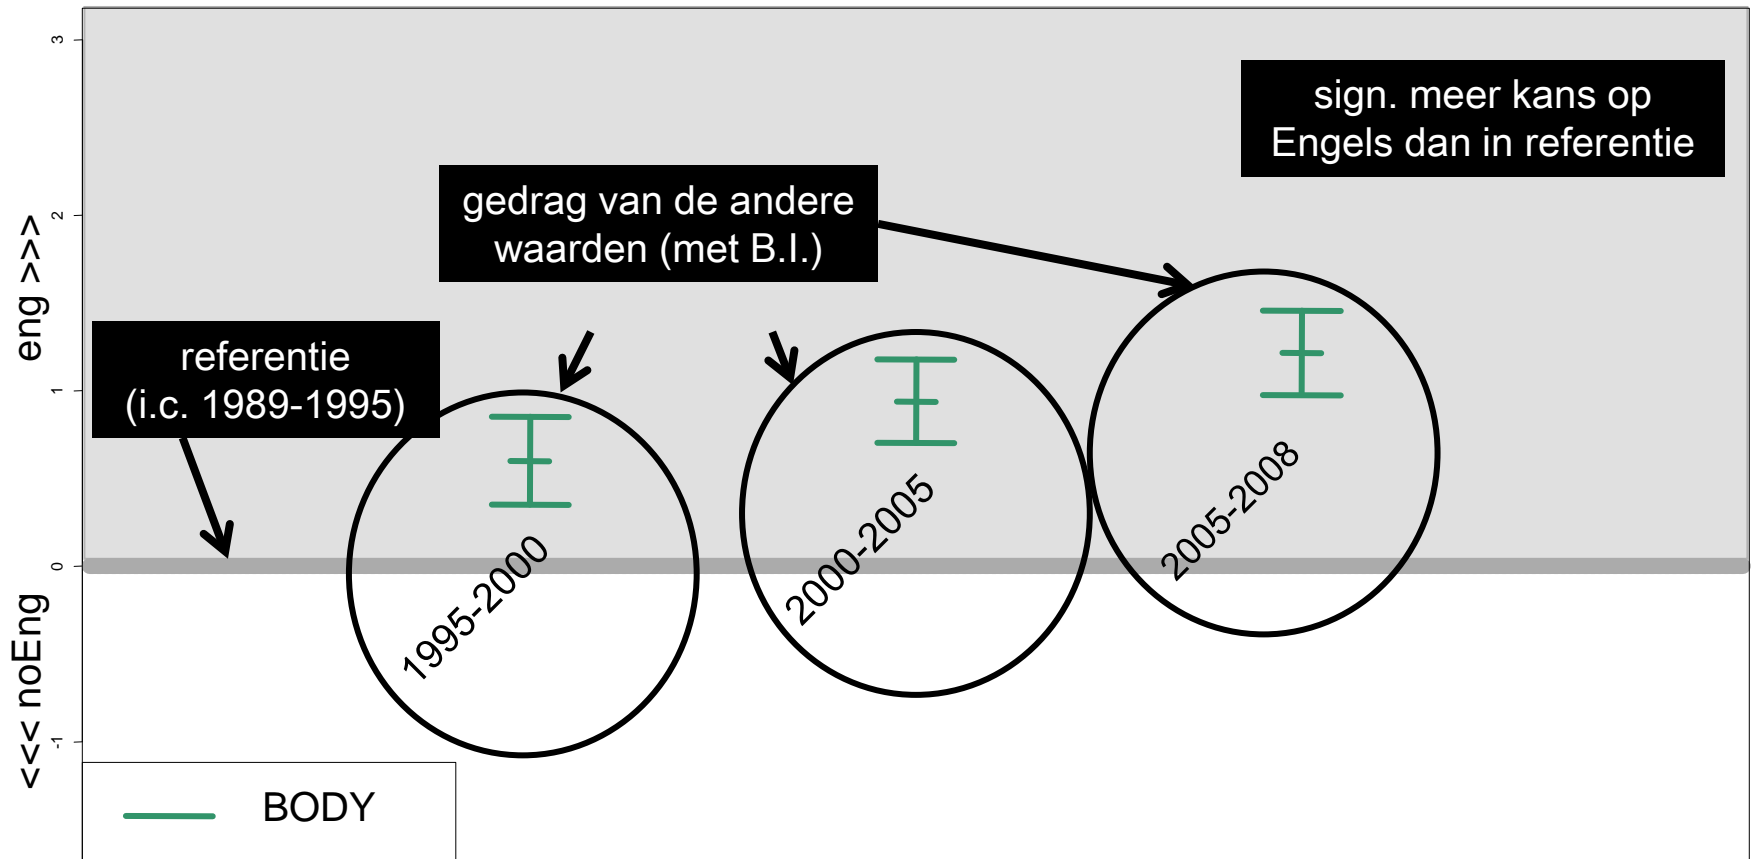 3
2
1
0
-1
eng >>>
<<< noEng
sign. meer kans op
Engels dan in referentie
gedrag van de andere
waarden (met B.I.)
referentie
(i.c. 1989-1995)
1995-2000
2000-2005
2005-2008
BODY